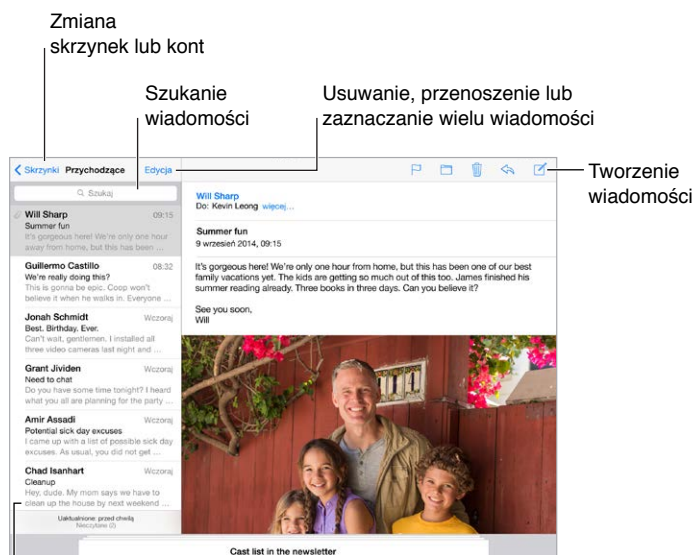 Zmiana
skrzynek lub kont
Szukanie
wiadomości
Usuwanie, przenoszenie lub
zaznaczanie wielu wiadomości
Tworzenie
wiadomości
Skrzynki Przychodzące Edycja
Szukaj
Will Sharp 09:15
Summer fun
It's gorgeous here! We're only one hour
away from home, but this has been ...
Guillermo Castillo 08:32
We're really doing this?
This is gonna be epic. Coop won't
believe it when he walks in. Everyone ...
Jonah Schmidt Wczoraj
Best. Birthday. Ever.
Can't wait, gentlemen. I installed all
three video cameras last night and ...
Grant Jividen Wczoraj
Need to chat
Do you have some time tonight? I heard
what you all are planning for the party ...
Amir Assadi Wczoraj
Potential sick day excuses
I came up with a list of possible sick day
excuses. As usual, you did not get ...
Chad Isanhart Wczoraj
Cleanup
Hey, dude. My mom says we have to
clean up the house by next weekend ...
Uaktualnione: przed chwilą
Nieczytane (2)
Will Sharp
Do: Kevin Leong więcej...
Summer fun
9 wrzesień 2014, 09:15
It's gorgeous here! We're only one hour from home, but this has been one of our best
family vacations yet. The kids are getting so much out of this too. James finished his
summer reading already. Three books in three days. Can you believe it?
See you soon,
Will
114
Cast list in the newsletter